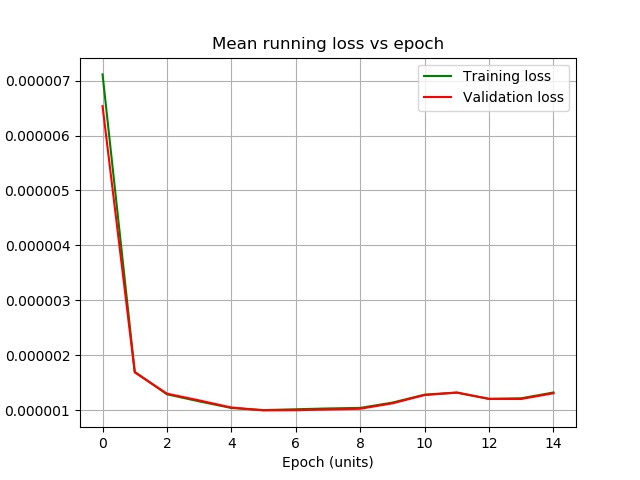 Mean running loss vs epoch
Training loss
Validation loss
0.000007
0.000006
0.000005
0.000004
0.000003
0.000002
0.000001
0 2 4 6 8 10 12 14
Epoch (units)